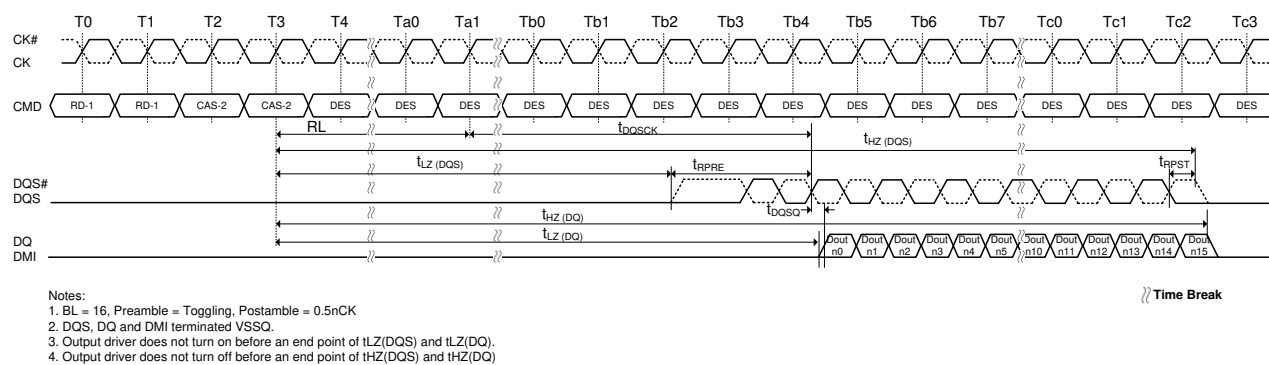 T0 T1 T2 T3 T4 Ta0 Ta1 Tb0 Tb1 Tb2 Tb3 Tb4 Tb5 Tb6 Tb7 Tc0 Tc1 Tc2 Tc3
CK#
CK
CMD RD-1 RD-1 CAS-2 CAS-2 DES DES DES DES DES DES DES DES DES DES DES DES DES DES DES
RL tDQSCK
tHZ (DQS)
tLZ (DQS) tRPRE tRPST
DQS#
DQS
tDQSQ
tHZ (DQ)
tLZ (DQ)
DQ Dout Dout Dout Dout Dout Dout Dout Dout Dout Dout Dout Dout
n0 n1 n2 n3 n4 n5 n10 n11 n12 n13 n14 n15
DMI
Notes:
1. BL = 16, Preamble = Toggling, Postamble = 0.5nCK
2. DQS, DQ and DMI terminated VSSQ.
3. Output driver does not turn on before an end point of tLZ(DQS) and tLZ(DQ).
4. Output driver does not turn off before an end point of tHZ(DQS) and tHZ(DQ)
Time Break